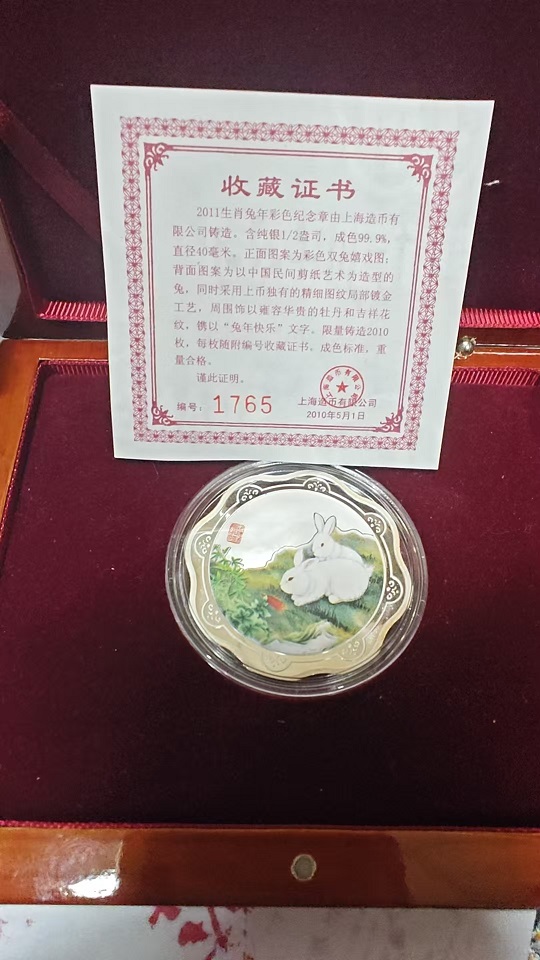 收藏证书
2011生肖兔年彩色纪念章由上海造币有
限公司铸造。含纯银1/2盎司，成色99.9%，
直径40毫米。正面图案为彩色双兔嬉戏图；
背面图案为以中国民间剪纸艺术为造型的
兔，同时采用上币独有的精细图纹局部镀金
工艺，周围饰以雍容华贵的牡丹和吉祥花
纹，镌以“兔年快乐”文字。限量铸造2010
枚，每枚随附编号收藏证书。成色标准，重
量合格。
谨此证明。
编号：1765
上海造币有限公司
2010年5月1日